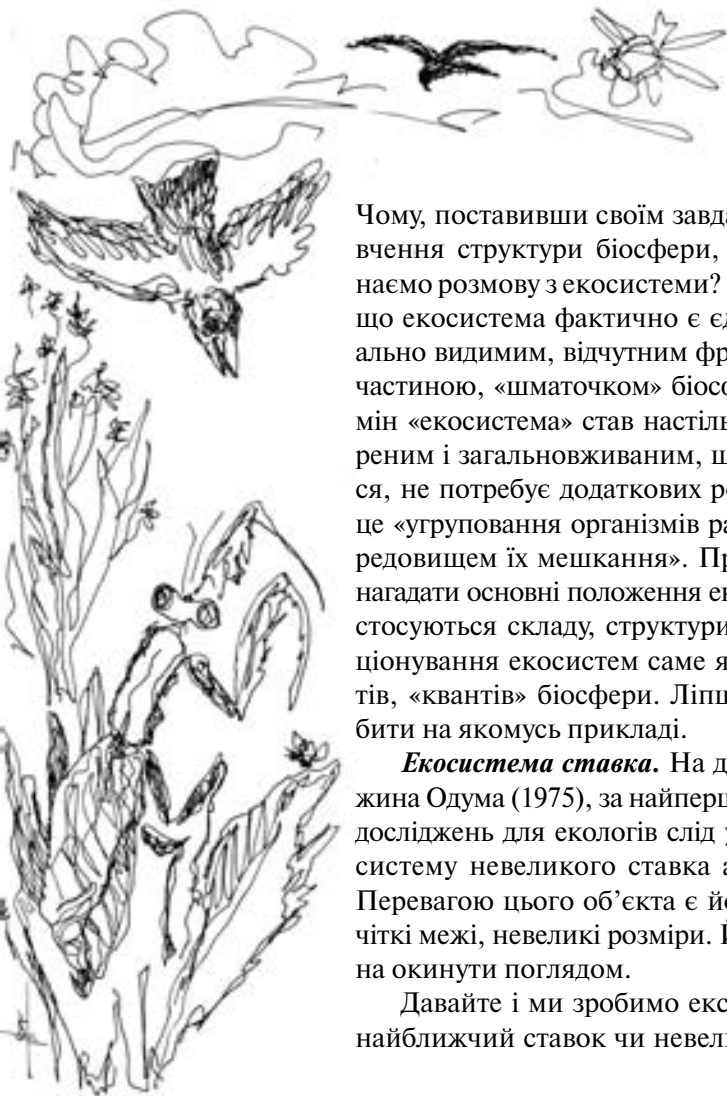 Чому, поставивши своїм завда
вчення структури біосфери,
наємо розмову з екосистеми?
що екосистема фактично є єд
ально видимим, відчутним фр
частиною, «шматочком» біосф
мін «екосистема» став настіль
реним і загальновживаним, щ
ся, не потребує додаткових ро
це «угруповання організмів ра
редовищем їх мешкання». Пр
нагадати основні положення ек
стосуються складу, структури
ціонування екосистем саме я
тів, «квантів» біосфери. Ліпш
бити на якомусь прикладі.
Екосистема ставка. На д
жина Одума (1975), за найперш
досліджень для екологів слід у
систему невеликого ставка а
Перевагою цього об’єкта є йо
чіткі межі, невеликі розміри. Й
на окинути поглядом.
Давайте і ми зробимо екс
найближчий ставок чи невели